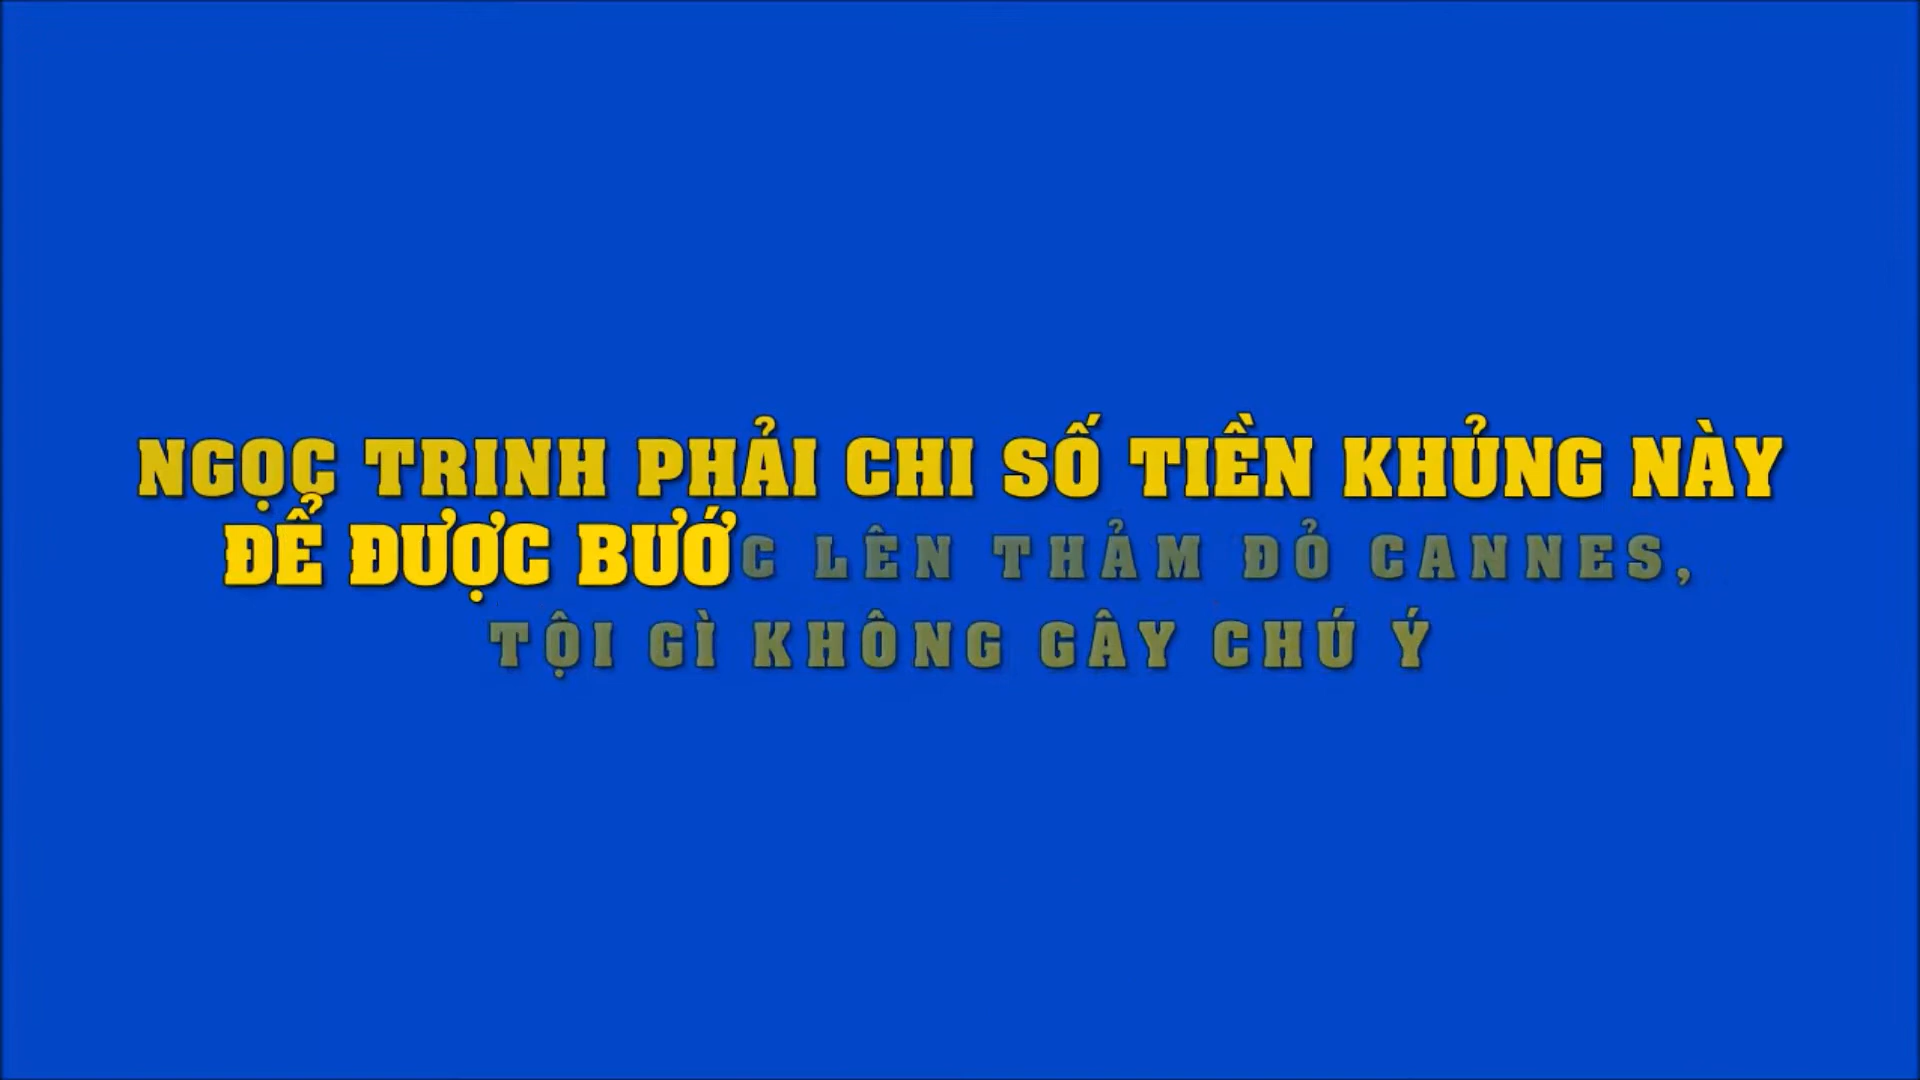 NGỌC TRINH PHẢI CHI SỐ TIỀN KHỦNG NÀY
ĐỂ ĐƯỢC BƯỚC LÊN THẢM ĐỎ CANNES,
TỘI GÌ KHÔNG GÂY CHÚ Ý